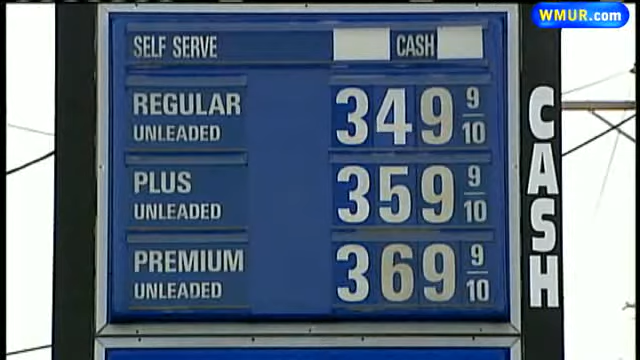 WMUR.com
SELF SERVE CASH
REGULAR UNLEADED 349 9/10
PLUS UNLEADED 359 9/10
PREMIUM UNLEADED 369 9/10
CASH